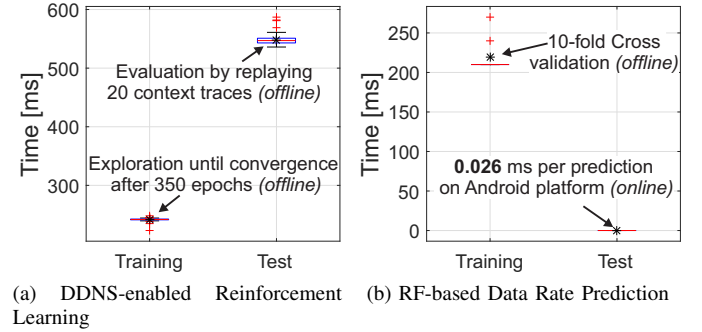 600
500
400
300
Time [ms]
Evaluation by replaying
20 context traces (offline)
Exploration until convergence
after 350 epochs (offline)
Training
Test
(a) DDNS-enabled Reinforcement
Learning
250
200
150
100
50
0
Time [ms]
10-fold Cross
validation (offline)
0.026 ms per prediction
on Android platform (online)
Training
Test
(b) RF-based Data Rate Prediction